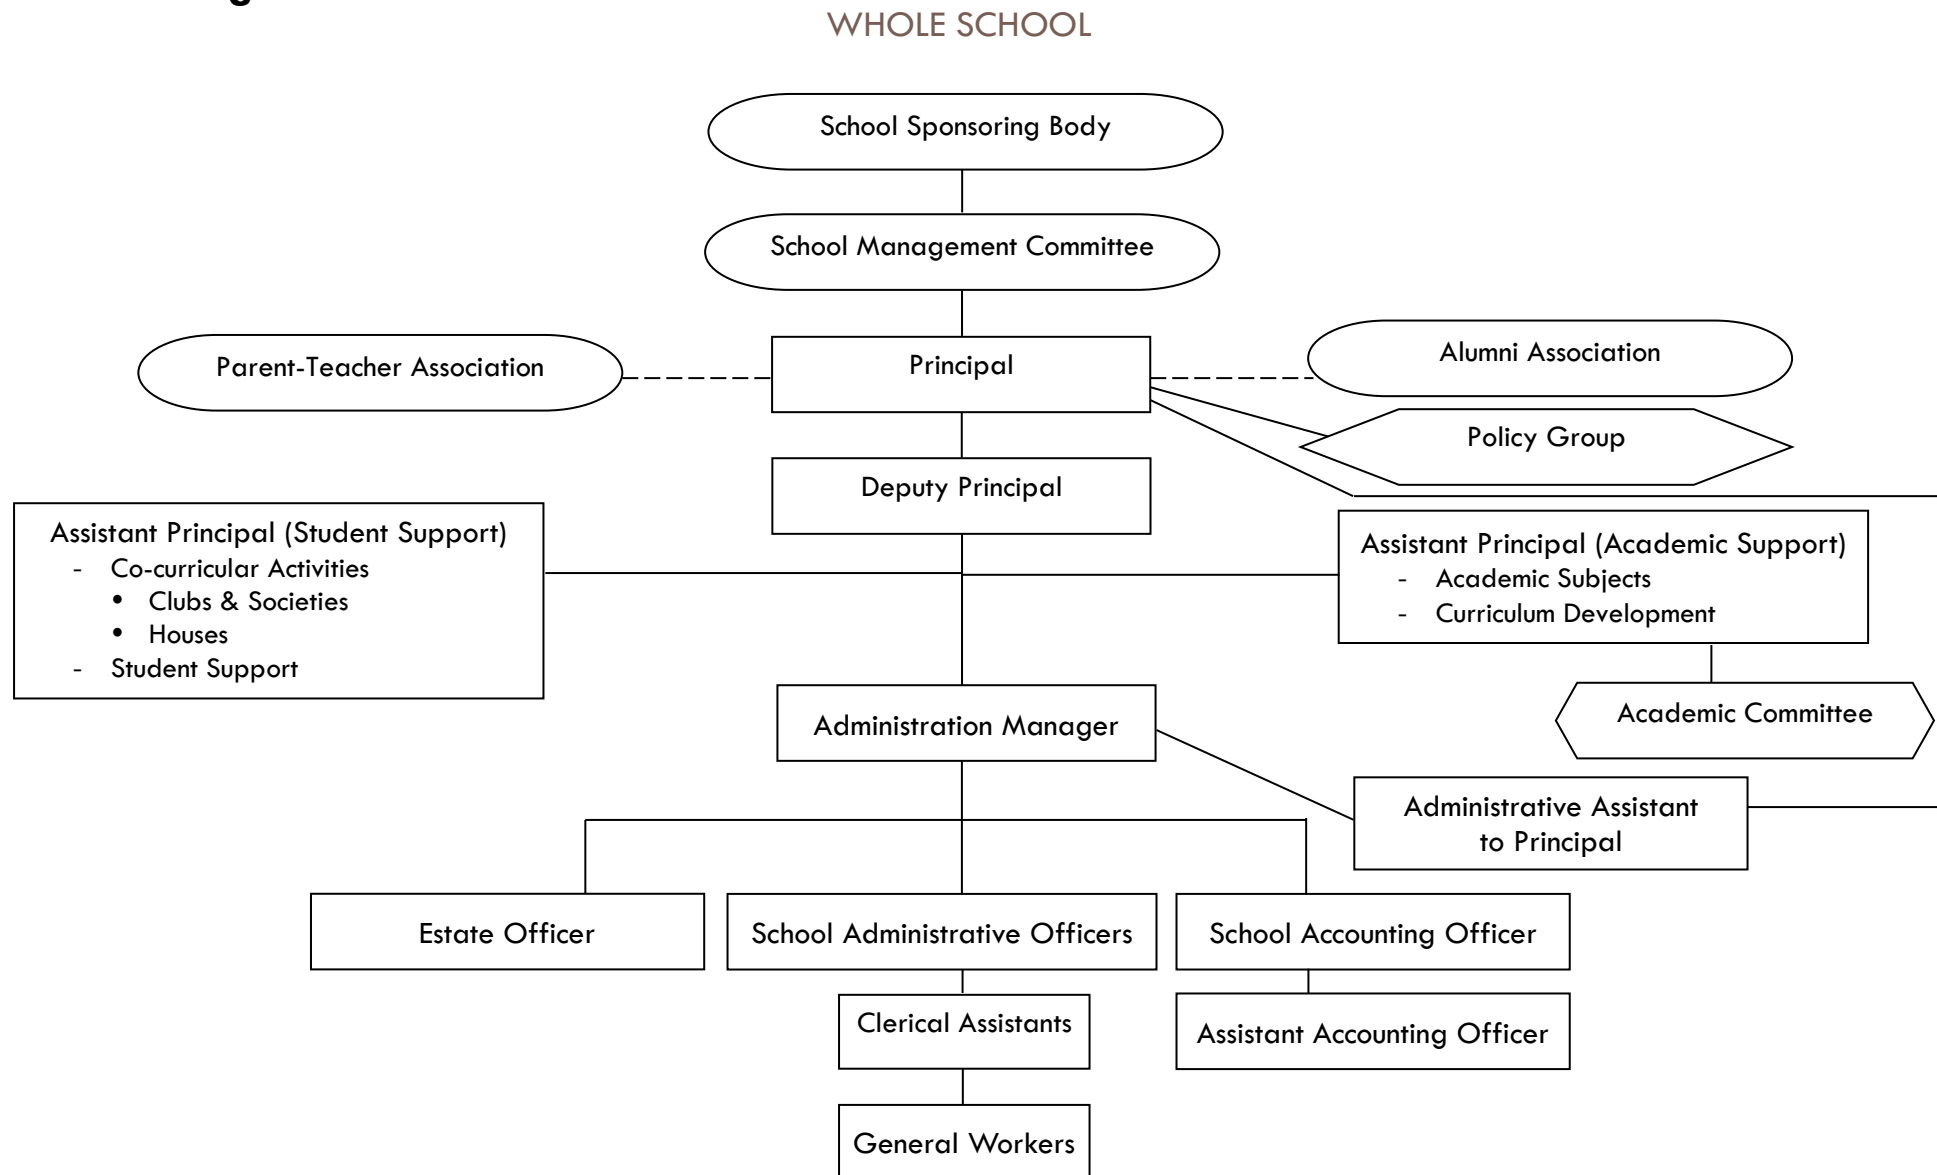 WHOLE SCHOOL
School Sponsoring Body
School Management Committee
Parent-Teacher Association
Principal
Alumni Association
Policy Group
Deputy Principal
Assistant Principal (Student Support)
- Co-curricular Activities
• Clubs & Societies
• Houses
- Student Support
Assistant Principal (Academic Support)
- Academic Subjects
- Curriculum Development
Academic Committee
Administration Manager
Administrative Assistant
to Principal
Estate Officer
School Administrative Officers
School Accounting Officer
Clerical Assistants
Assistant Accounting Officer
General Workers